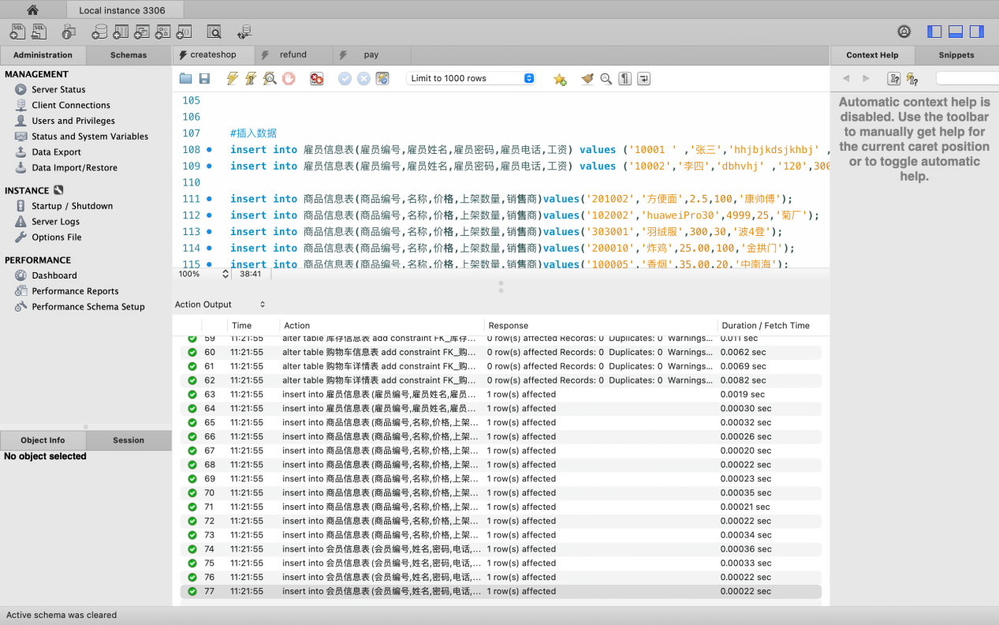 Local instance 3306
Administration
Schemas
createshop
refund
pay
Context Help
Snippets
MANAGEMENT
Server Status
Client Connections
Users and Privileges
Status and System Variables
Data Export
Data Import/Restore
INSTANCE
Startup / Shutdown
Server Logs
Options File
PERFORMANCE
Dashboard
Performance Reports
Performance Schema Setup
Object Info
Session
No object selected
Limit to 1000 rows
105
106
107 #插入数据
108 insert into 雇员信息表(雇员编号,雇员姓名,雇员密码,雇员电话,工资) values ('10001 ' ,'张三','hhjbjkdsjkhbj' ,
109 insert into 雇员信息表(雇员编号,雇员姓名,雇员密码,雇员电话,工资) values ('10002','李四','dbhvhj' ,'120',300
110
111 insert into 商品信息表(商品编号,名称,价格,上架数量,销售商)values('201002','方便面',2.5,100,'康帅傅');
112 insert into 商品信息表(商品编号,名称,价格,上架数量,销售商)values('102002','huaweiPro30',4999,25,'菊厂');
113 insert into 商品信息表(商品编号,名称,价格,上架数量,销售商)values('303001','羽绒服',300,30,'波4登');
114 insert into 商品信息表(商品编号,名称,价格,上架数量,销售商)values('200010','炸鸡',25.00,100,'金拱门');
115 insert into 商品信息表(商品编号,名称,价格,上架数量,销售商)values('100005','香烟',35.00,20,'中南海');
100%
38:41
Automatic context help is
disabled. Use the toolbar
to manually get help for
the current caret position
or to toggle automatic
help.
Action Output
Time Action Response Duration / Fetch Time
59 11:21:55 alter table 库存信息表 add constraint FK_库存... 0 row(s) affected Records: 0 Duplicates: 0 Warnings... 0.011 sec
60 11:21:55 alter table 购物车信息表 add constraint FK_购... 0 row(s) affected Records: 0 Duplicates: 0 Warnings... 0.0062 sec
61 11:21:55 alter table 购物车详情表 add constraint FK_购... 0 row(s) affected Records: 0 Duplicates: 0 Warnings... 0.0069 sec
62 11:21:55 alter table 购物车详情表 add constraint FK_购... 0 row(s) affected Records: 0 Duplicates: 0 Warnings... 0.0082 sec
63 11:21:55 insert into 雇员信息表(雇员编号,雇员姓名,雇员... 1 row(s) affected 0.0019 sec
64 11:21:55 insert into 雇员信息表(雇员编号,雇员姓名,雇员... 1 row(s) affected 0.00030 sec
65 11:21:55 insert into 商品信息表(商品编号,名称,价格,上架... 1 row(s) affected 0.00032 sec
66 11:21:55 insert into 商品信息表(商品编号,名称,价格,上架... 1 row(s) affected 0.00026 sec
67 11:21:55 insert into 商品信息表(商品编号,名称,价格,上架... 1 row(s) affected 0.00020 sec
68 11:21:55 insert into 商品信息表(商品编号,名称,价格,上架... 1 row(s) affected 0.00022 sec
69 11:21:55 insert into 商品信息表(商品编号,名称,价格,上架... 1 row(s) affected 0.00023 sec
70 11:21:55 insert into 商品信息表(商品编号,名称,价格,上架... 1 row(s) affected 0.00035 sec
71 11:21:55 insert into 商品信息表(商品编号,名称,价格,上架... 1 row(s) affected 0.00021 sec
72 11:21:55 insert into 商品信息表(商品编号,名称,价格,上架... 1 row(s) affected 0.00022 sec
73 11:21:55 insert into 商品信息表(商品编号,名称,价格,上架... 1 row(s) affected 0.00034 sec
74 11:21:55 insert into 会员信息表(会员编号,姓名,密码,电话,... 1 row(s) affected 0.00036 sec
75 11:21:55 insert into 会员信息表(会员编号,姓名,密码,电话,... 1 row(s) affected 0.00033 sec
76 11:21:55 insert into 会员信息表(会员编号,姓名,密码,电话,... 1 row(s) affected 0.00022 sec
77 11:21:55 insert into 会员信息表(会员编号,姓名,密码,电话,... 1 row(s) affected 0.00022 sec
Active schema was cleared